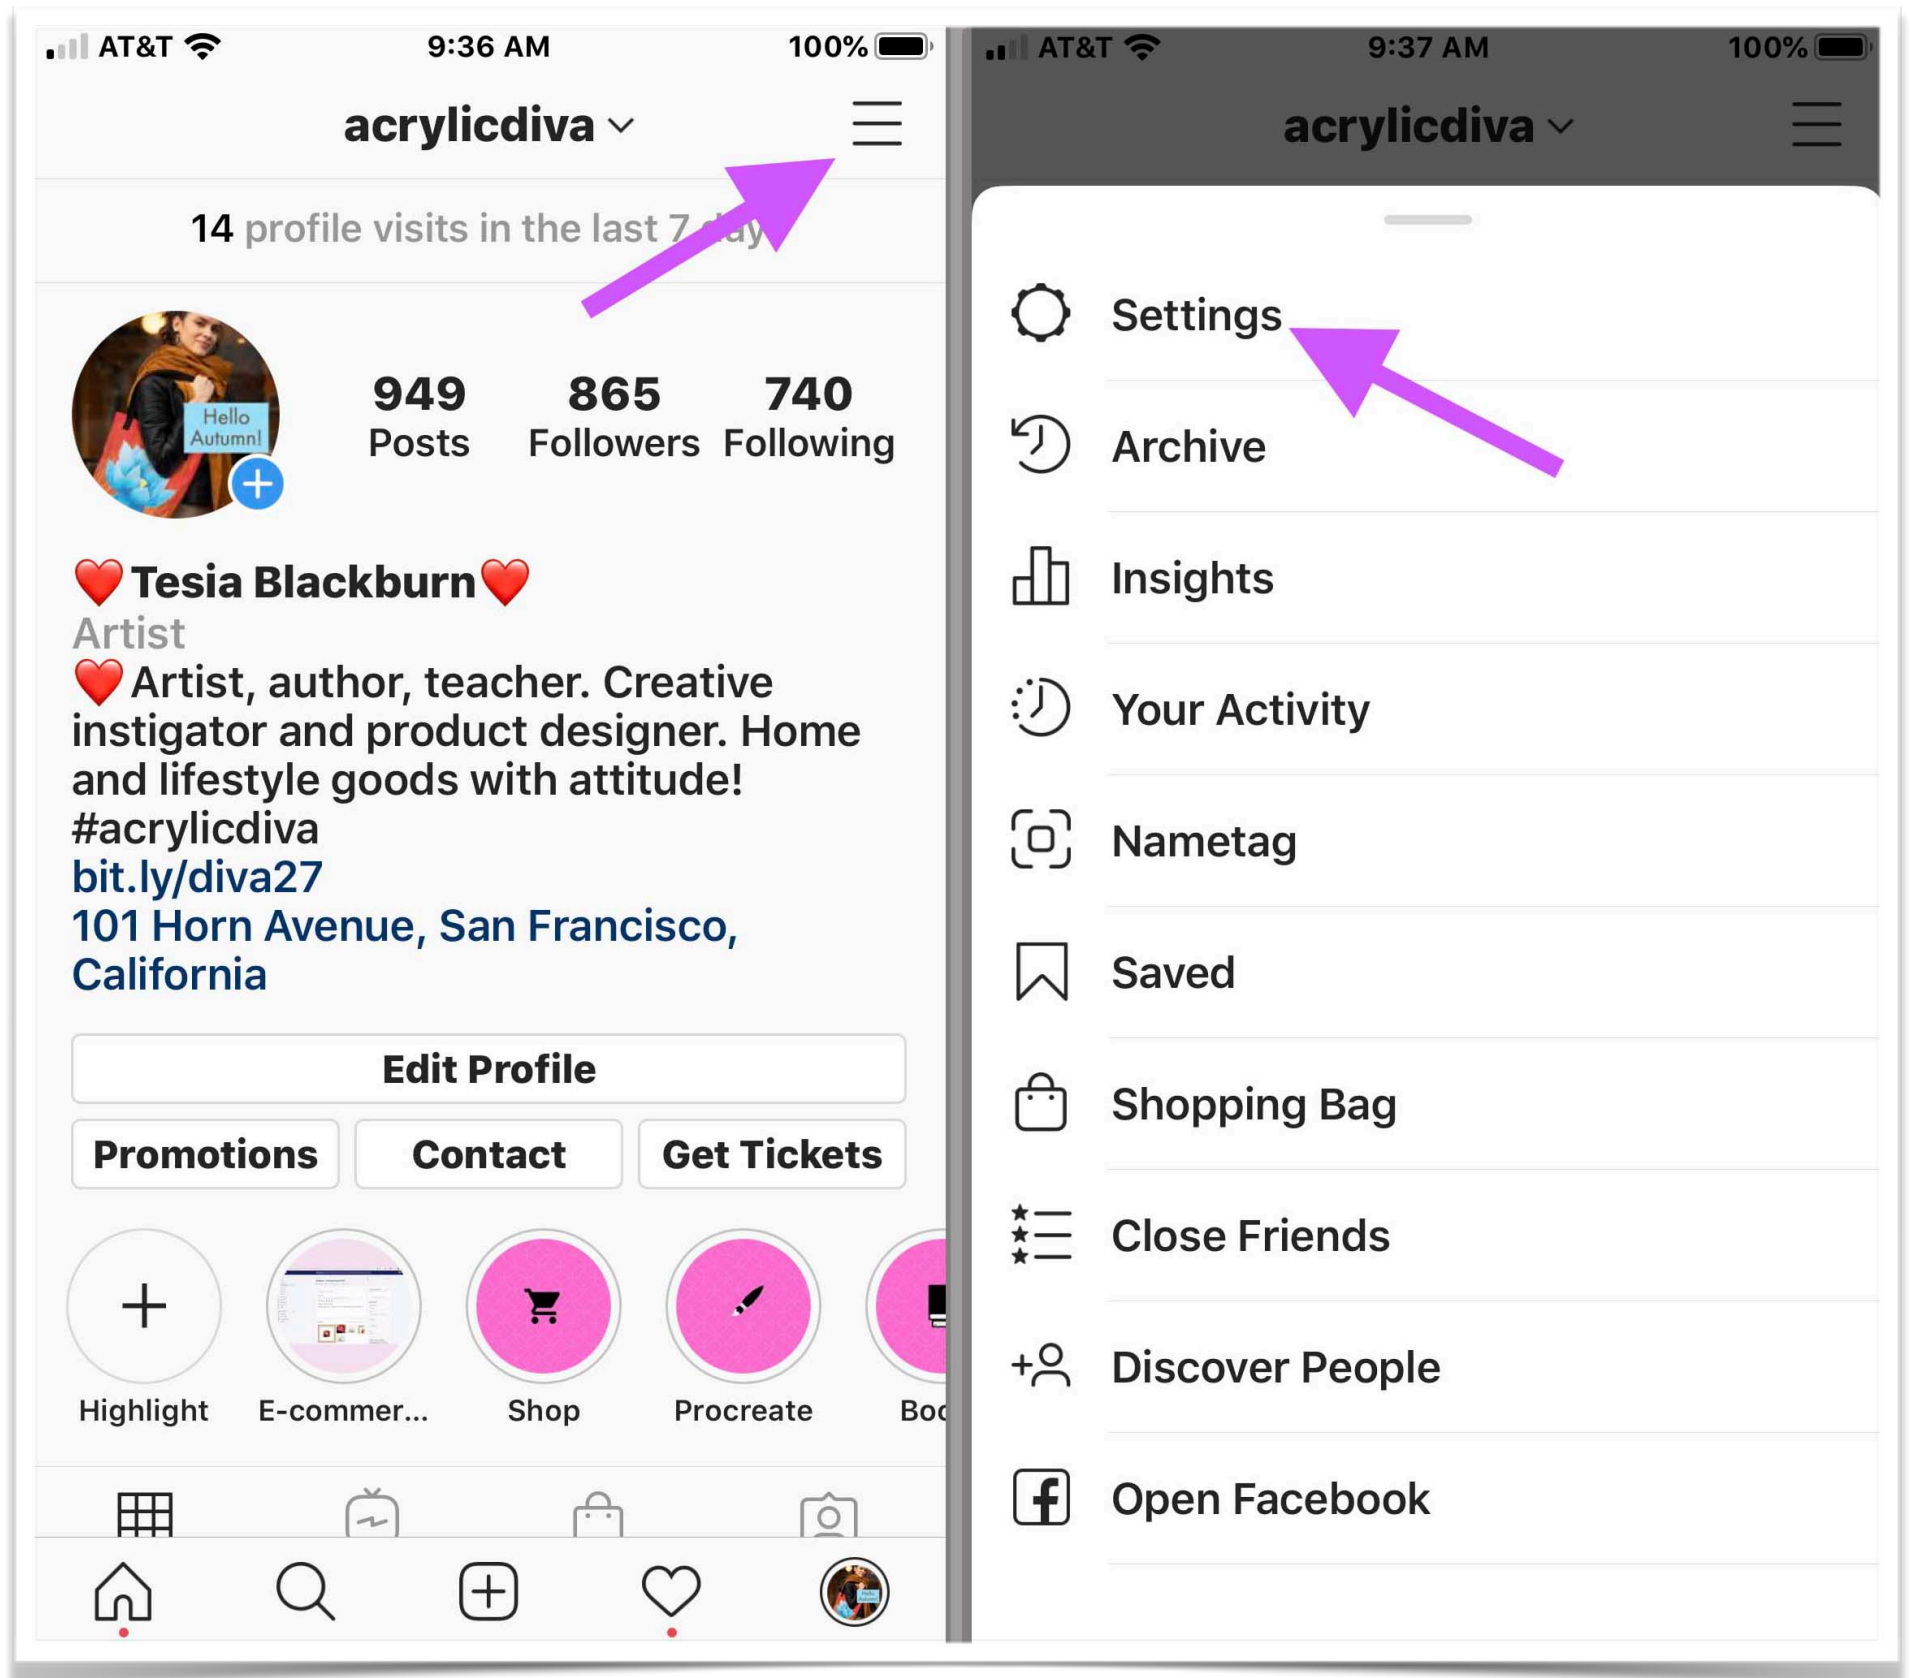 AT&T 9:36 AM 100%
acrylicdiva
14 profile visits in the last 7
Hello
Autumn!
949 865 740
Posts Followers Following
❤️Tesia Blackburn❤️
Artist
❤️Artist, author, teacher. Creative
instigator and product designer. Home
and lifestyle goods with attitude!
#acrylicdiva
bit.ly/diva27
101 Horn Avenue, San Francisco,
California
Edit Profile
Promotions Contact Get Tickets
Highlight E-commer... Shop Procreate
AT&T 9:37 AM 100%
acrylicdiva
Settings
Archive
Insights
Your Activity
Nametag
Saved
Shopping Bag
Close Friends
Discover People
Open Facebook